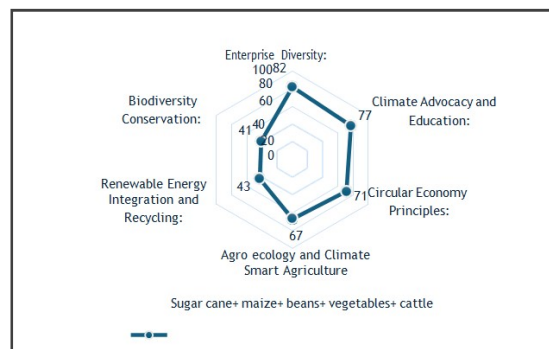 Enterprise Diversity:
100
82
80
60
40
20
0
Climate Advocacy and
Education:
77
Circular Economy
Principles:
71
67
Agro ecology and Climate
Smart Agriculture
43
Renewable Energy
Integration and
Recycling:
41
Biodiversity
Conservation:
Sugar cane+ maize+ beans+ vegetables+ cattle